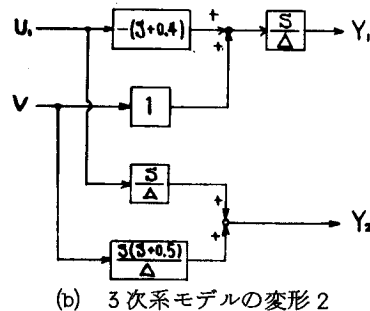 U₁
-(S+0.4)
+
+
S/Δ
Y₁
V
1
S/Δ
+
+
Y₂
S(S+0.5)/Δ
(b) 3次系モデルの変形2